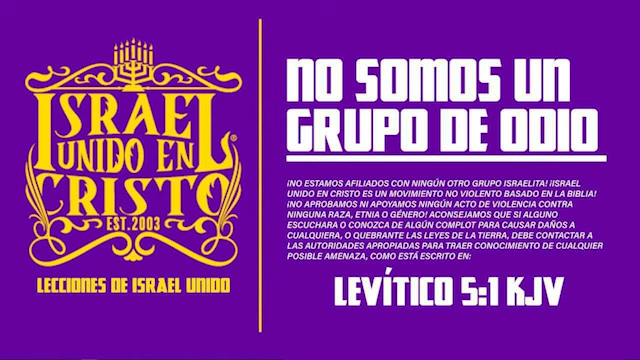 ISRAEL
UNIDO EN
CRISTO®
EST.2003
LECCIONES DE ISRAEL UNIDO
NO SOMOS UN
GRUPO DE ODIO
¡NO ESTAMOS AFILIADOS CON NINGÚN OTRO GRUPO ISRAELITA! ¡ISRAEL
UNIDO EN CRISTO ES UN MOVIMIENTO NO VIOLENTO BASADO EN LA BIBLIA!
¡NO APROBAMOS NI APOYAMOS NINGÚN ACTO DE VIOLENCIA CONTRA
NINGUNA RAZA, ETNIA O GÉNERO! ACONSEJAMOS QUE SI ALGUNO
ESCUCHARA O CONOZCA DE ALGÚN COMPLOT PARA CAUSAR DAÑOS A
CUALQUIERA, O QUEBRANTE LAS LEYES DE LA TIERRA, DEBE CONTACTAR A
LAS AUTORIDADES APROPIADAS PARA TRAER CONOCIMIENTO DE CUALQUIER
POSIBLE AMENAZA, COMO ESTÁ ESCRITO EN:
LEVÍTICO 5:1 KJV